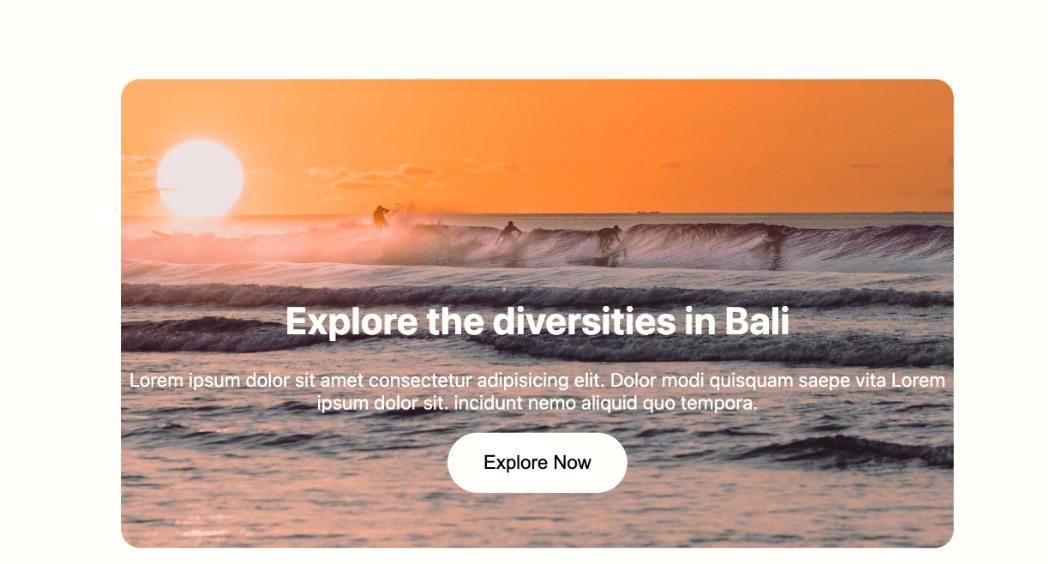 Explore the diversities in Bali
Lorem ipsum dolor sit amet consectetur adipisicing elit. Dolor modi quisquam saepe vita Lorem
ipsum dolor sit. incidunt nemo aliquid quo tempora.
Explore Now